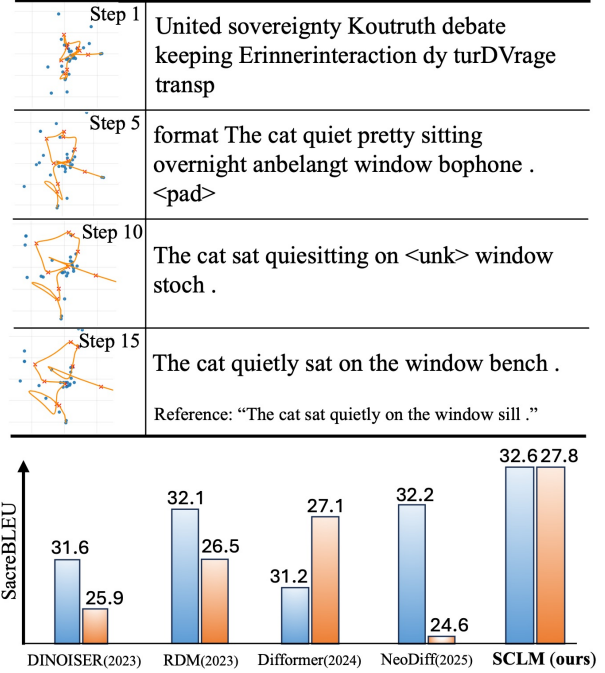 Step 1
United sovereignty Koutruth debate
keeping Erinnerinteraction dy turDVrage
transp
Step 5
format The cat quiet pretty sitting
overnight anbelangt window bophone .
<pad>
Step 10
The cat sat quiesitting on <unk> window
stoch .
Step 15
The cat quietly sat on the window bench .
Reference: “The cat sat quietly on the window sill .”
SacreBLEU
31.6 25.9
32.1 26.5
31.2 27.1
32.2 24.6
32.6 27.8
DINOISER(2023) RDM(2023) Difformer(2024) NeoDiff(2025) SCLM (ours)